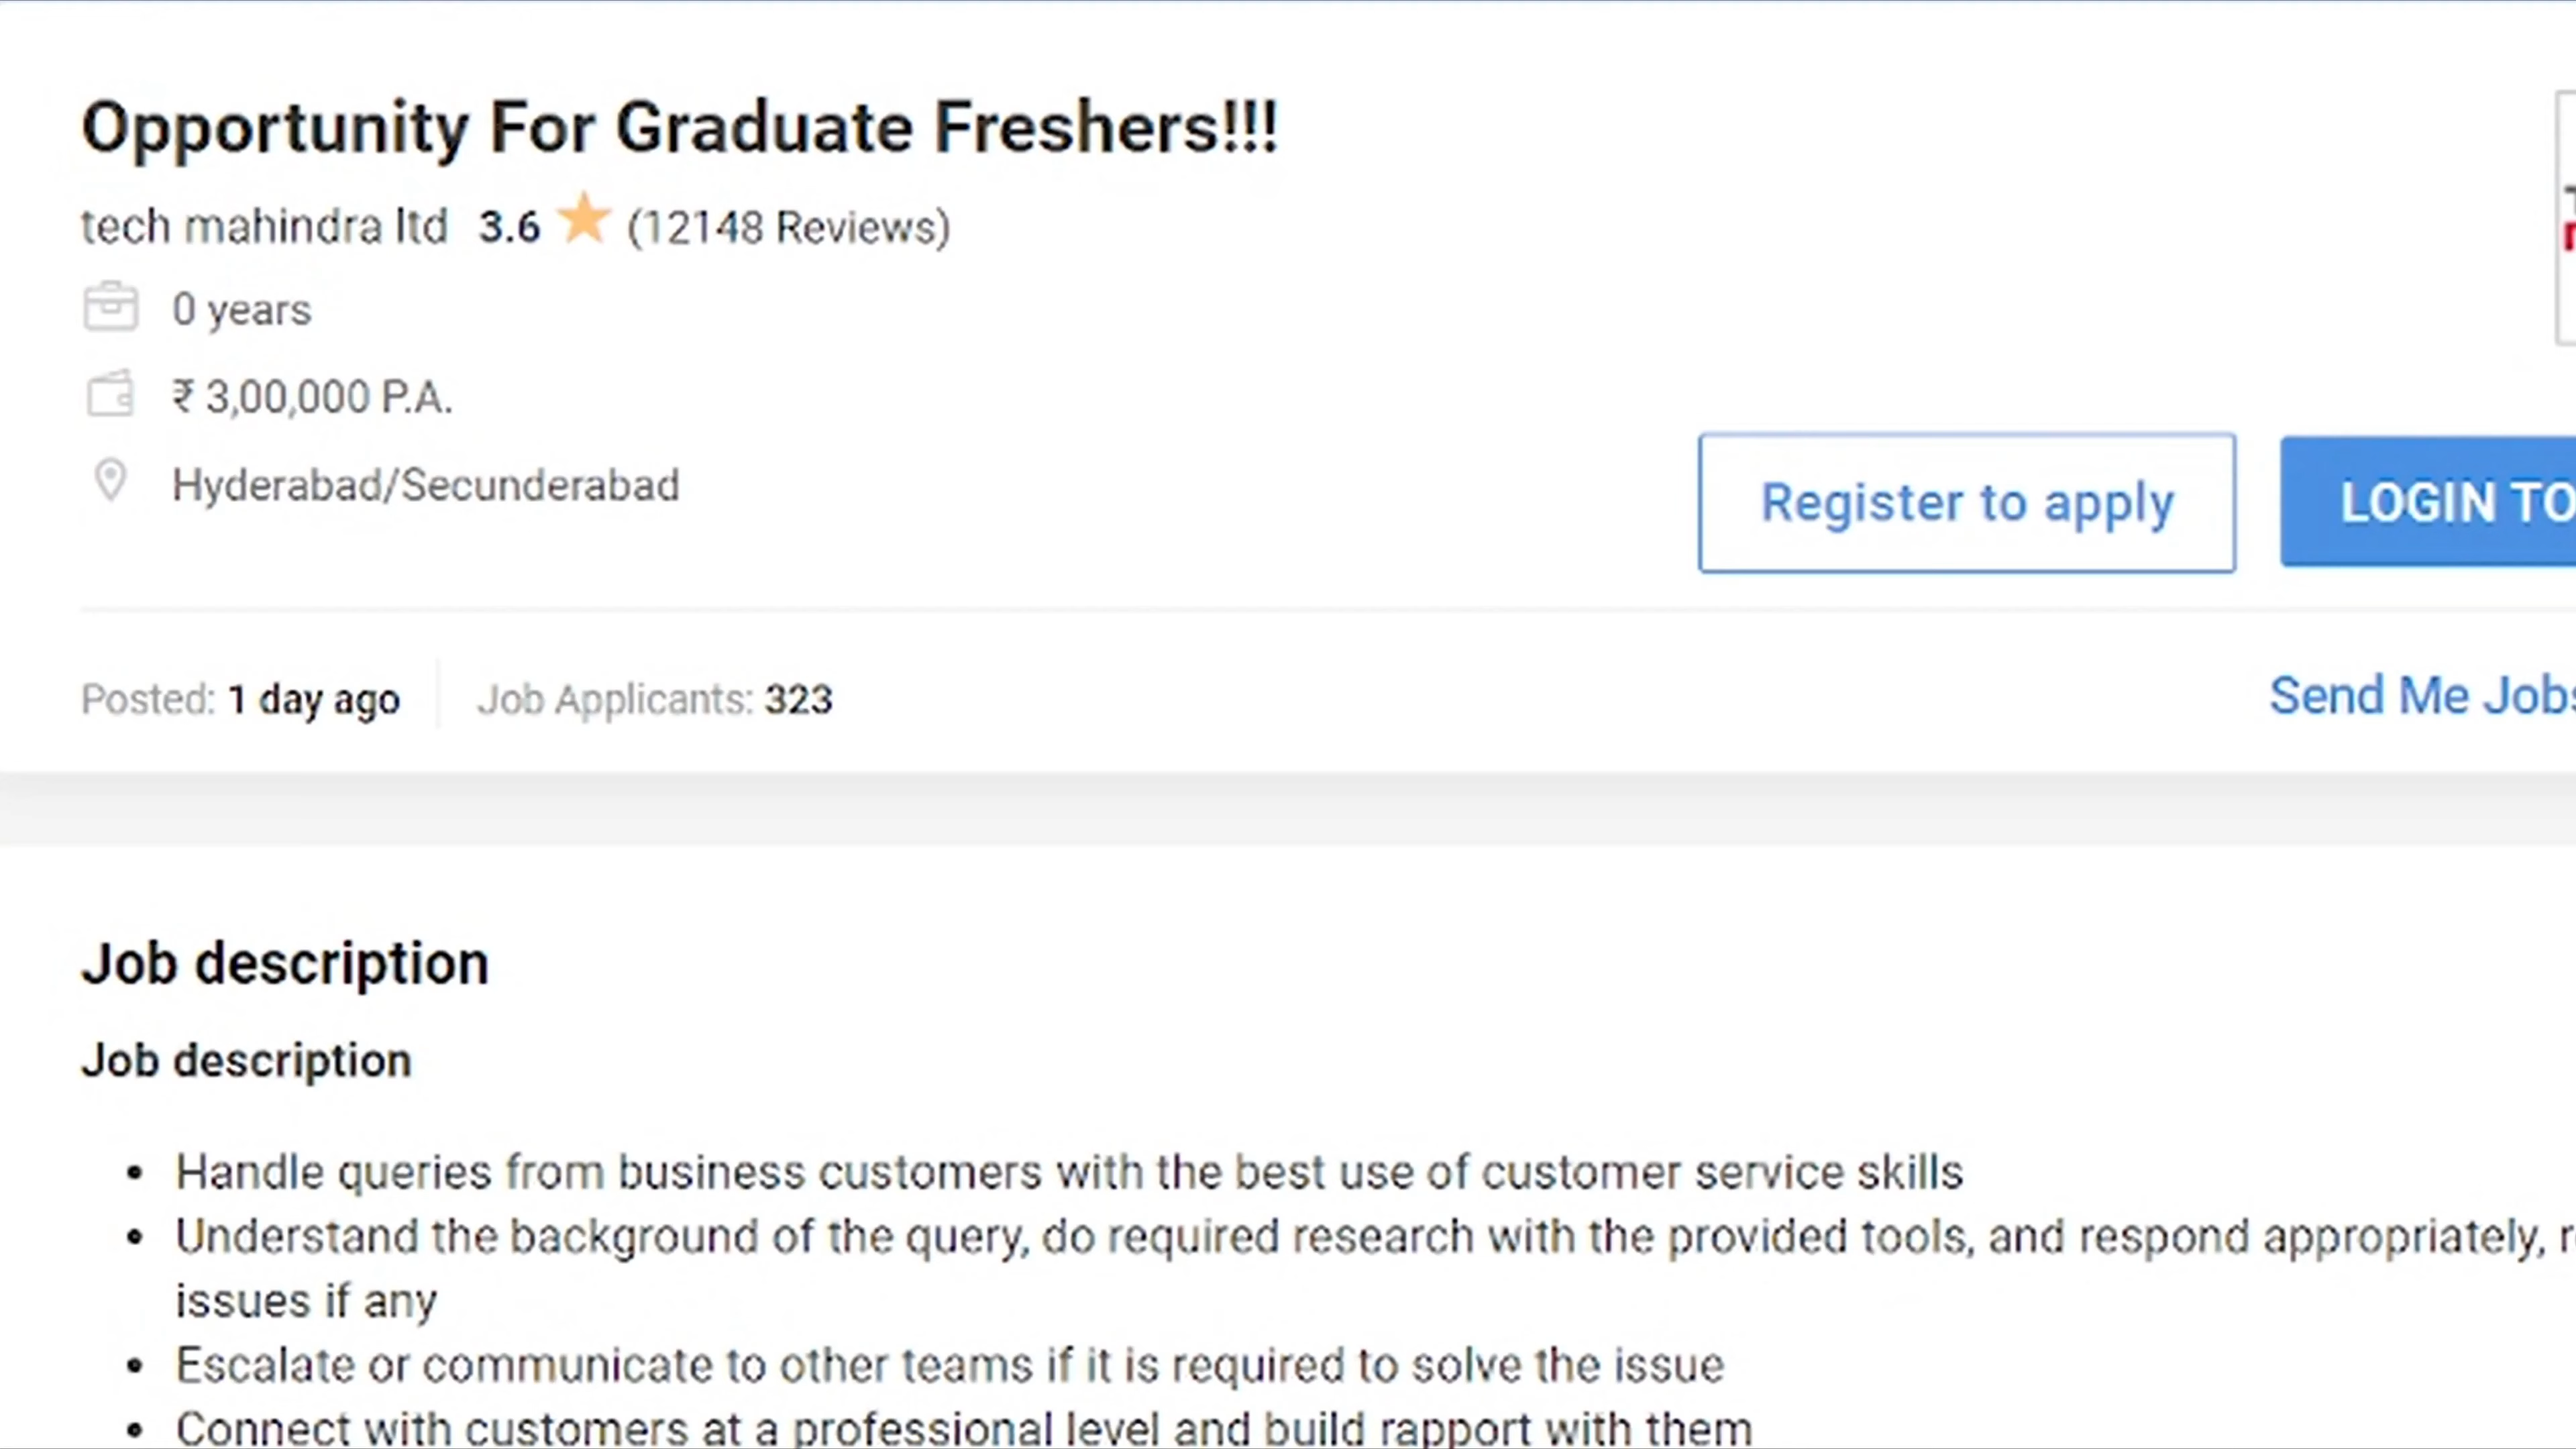 Opportunity For Graduate Freshers!!!
tech mahindra ltd 3.6 (12148 Reviews)
0 years
₹ 3,00,000 P.A.
Hyderabad/Secunderabad
Register to apply
LOGIN TO
Posted: 1 day ago
Job Applicants: 323
Send Me Jobs
Job description
Job description
• Handle queries from business customers with the best use of customer service skills
• Understand the background of the query, do required research with the provided tools, and respond appropriately,
issues if any
• Escalate or communicate to other teams if it is required to solve the issue
• Connect with customers at a professional level and build rapport with them